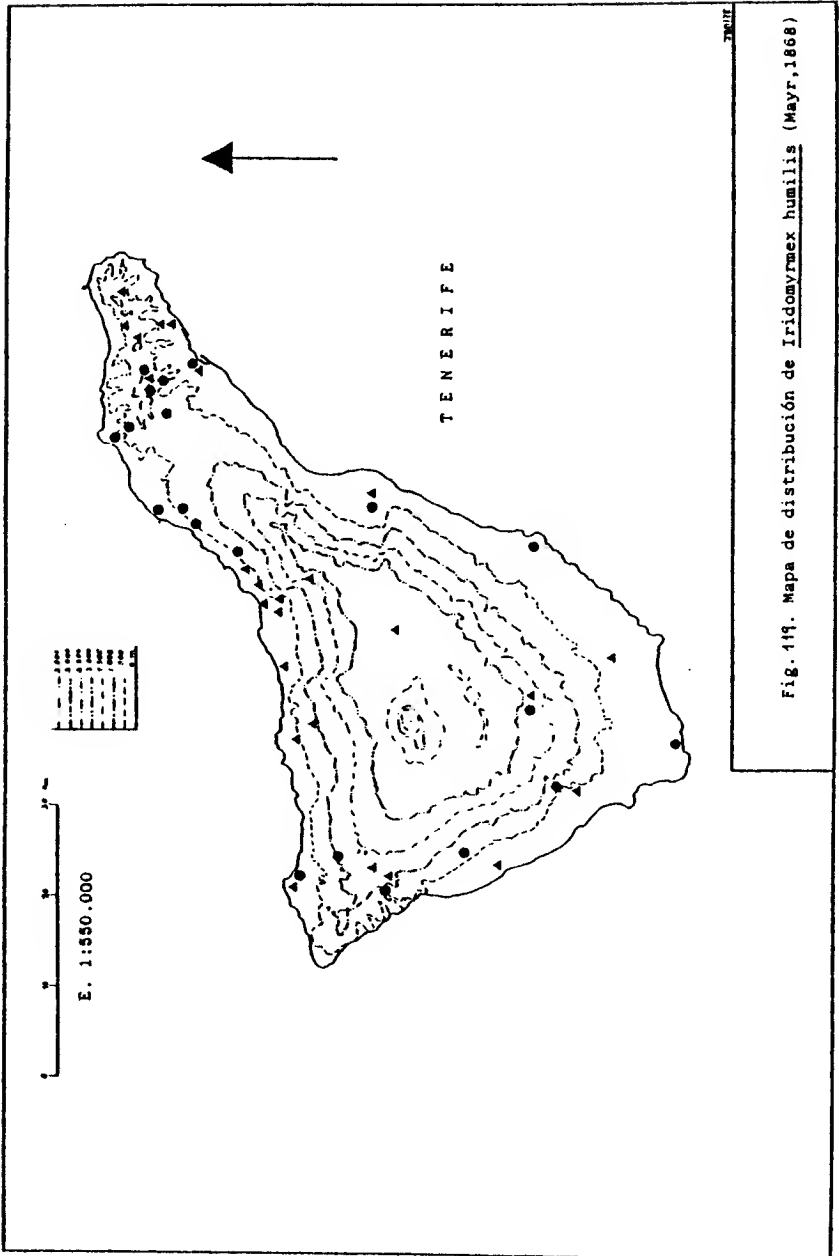 E. 1:550.000
TENERIFE
Fig. 119. Mapa de distribución de Iridomyrmex humilis (Mayr,1868)